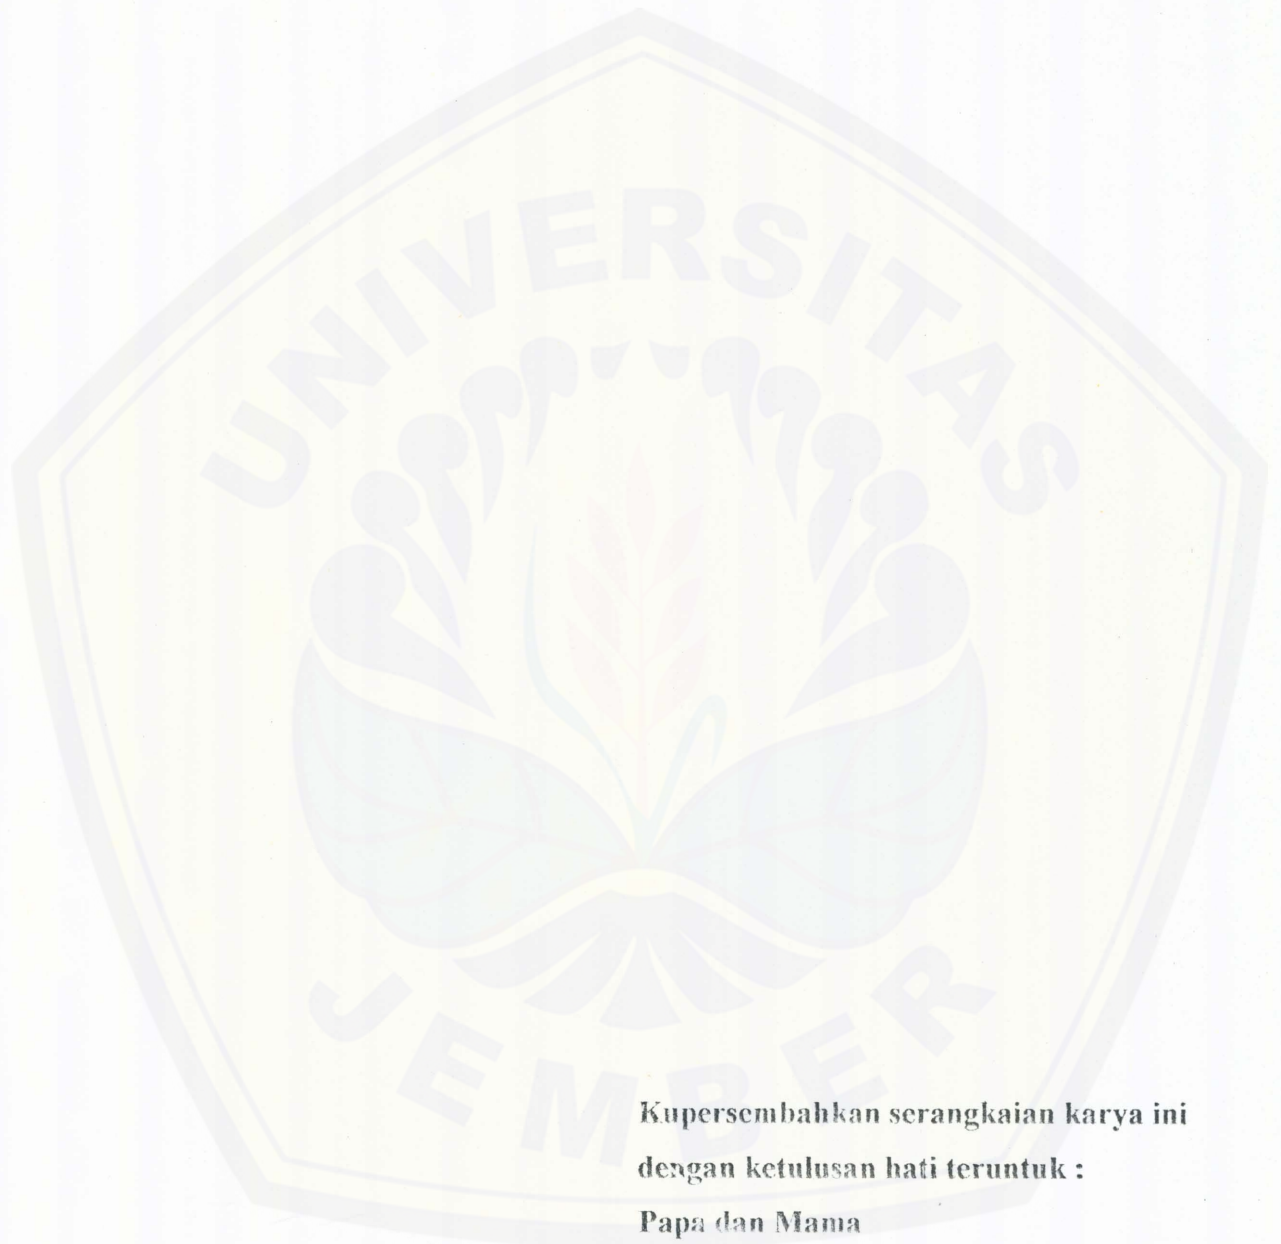 UNIVERSITAS
JEMBER
Kupersembahkan serangkaian karya ini
dengan ketulusan hati teruntuk :
Papa dan Mama